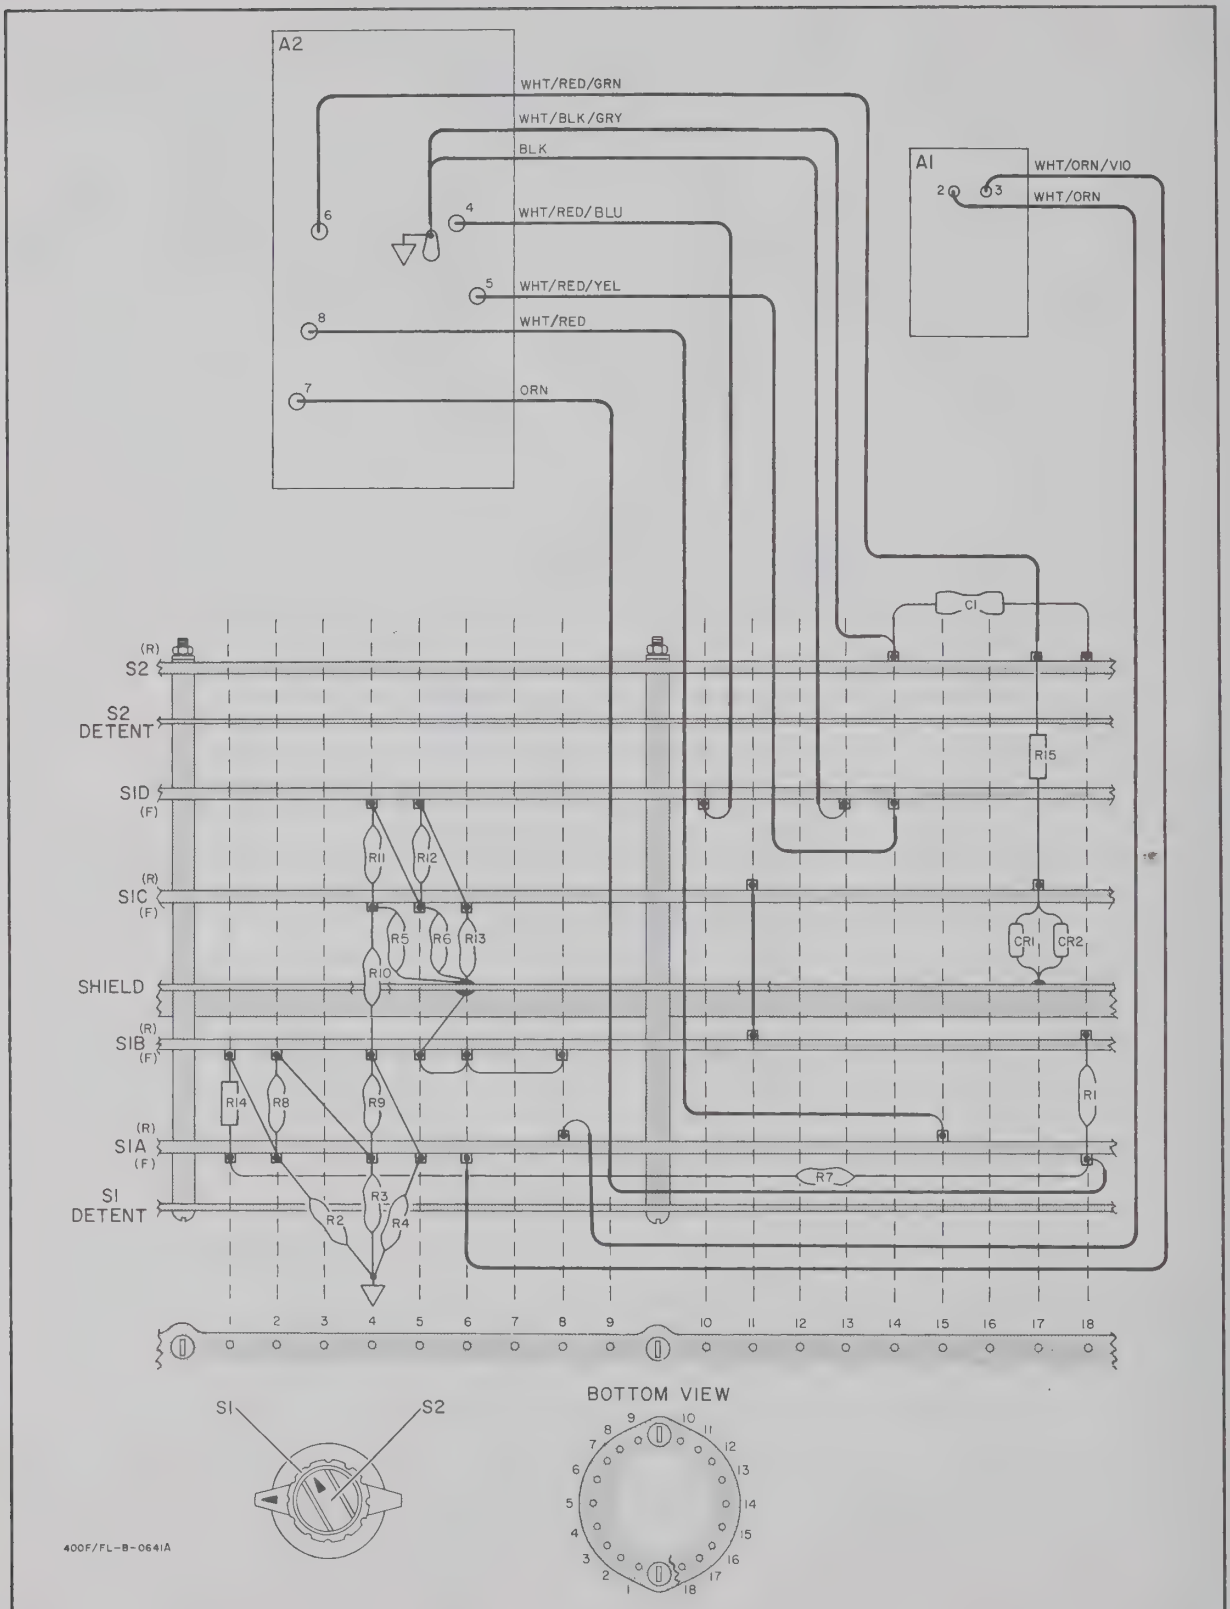 A2
WHT/RED/GRN
WHT/BLK/GRY
BLK
A1
WHT/ORN/VIO
2 3
WHT/ORN
6
4
WHT/RED/BLU
5
WHT/RED/YEL
8
WHT/RED
7
ORN
C1
(R)
S2
S2
DETENT
R15
S1D
(F)
R11 R12
(R)
S1C
(F)
R5 R6 R13
CR1 CR2
R10
SHIELD
(R)
S1B
(F)
R14 R8 R9 R1
(R)
S1A
(F)
R7
S1
DETENT
R2 R3 R4
1 2 3 4 5 6 7 8 9 10 11 12 13 14 15 16 17 18
BOTTOM VIEW
S1 S2
9 10
8 11
7 12
6 13
5 14
4 15
3 16
2 17
1 18
400F/FL-B-0641A